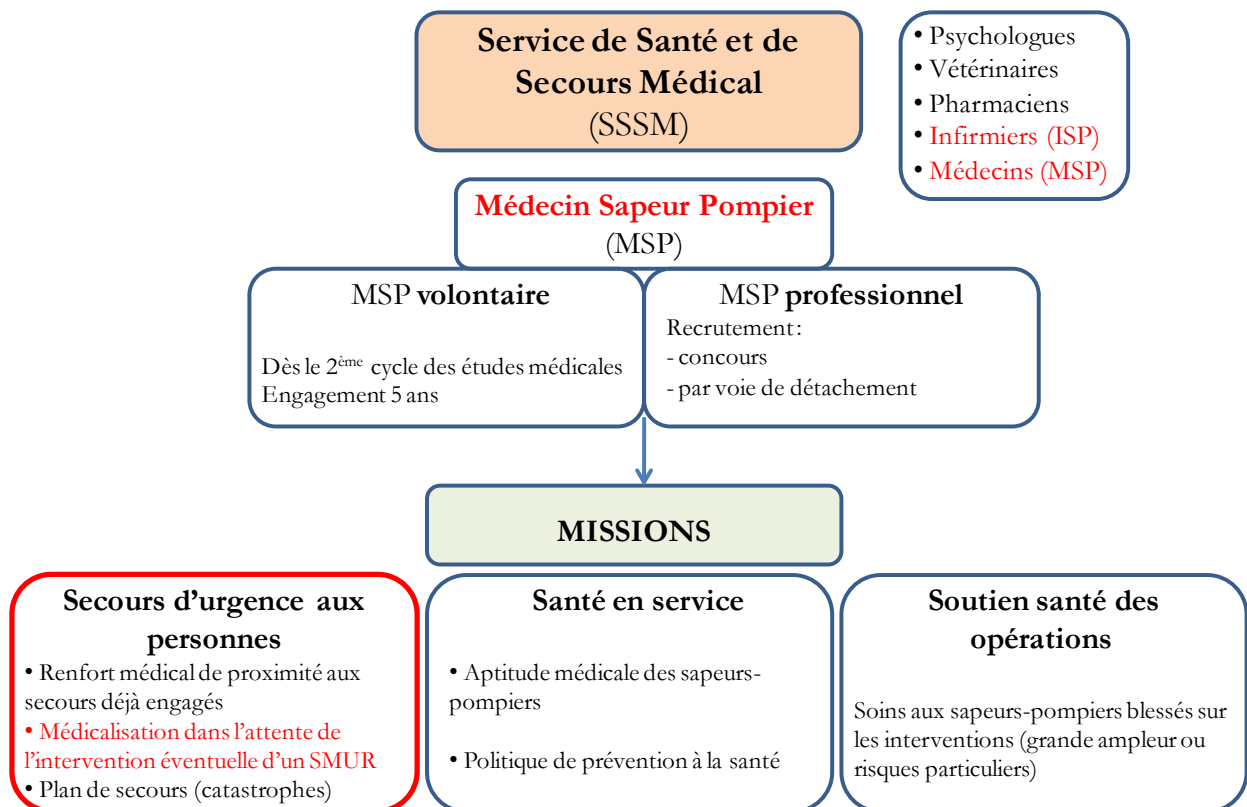 Service de Santé et de
Secours Médical
(SSSM)
• Psychologues
• Vétérinaires
• Pharmaciens
• Infirmiers (ISP)
• Médecins (MSP)
Médecin Sapeur Pompier
(MSP)
MSP volontaire
Dès le 2ème cycle des études médicales
Engagement 5 ans
MSP professionnel
Recrutement :
- concours
- par voie de détachement
MISSIONS
Secours d’urgence aux
personnes
• Renfort médical de proximité aux
secours déjà engagés
• Médicalisation dans l’attente de
l’intervention éventuelle d’un SMUR
• Plan de secours (catastrophes)
Santé en service
• Aptitude médicale des sapeurs-
pompiers
• Politique de prévention à la santé
Soutien santé des
opérations
Soins aux sapeurs-pompiers blessés sur
les interventions (grande ampleur ou
risques particuliers)